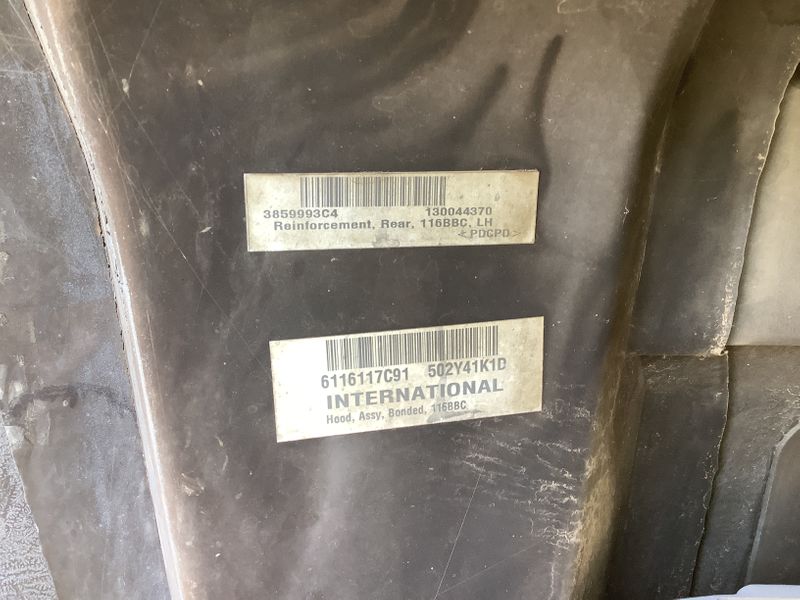 3859993C4 130044370
Reinforcement, Rear, 116BBC, LH
<PDCPD>
6116117C91 502Y41K1D
INTERNATIONAL
Hood, Assy, Bonded, 116BBC